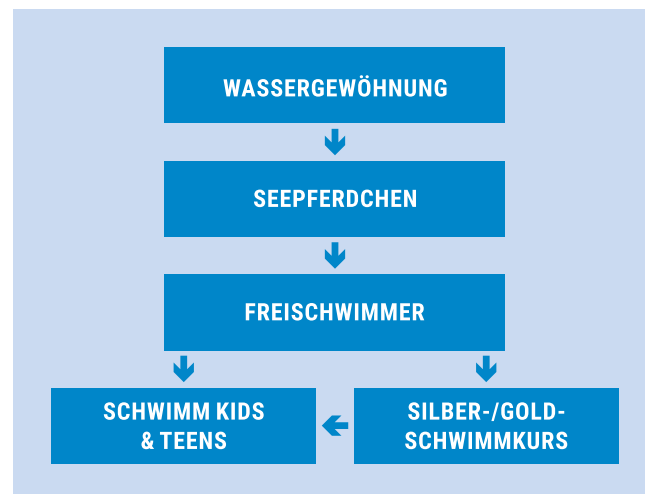 WASSERGEWÖHNUNG
SEEPFERDCHEN
FREISCHWIMMER
SCHWIMM KIDS
& TEENS
SILBER-/GOLD-
SCHWIMMKURS